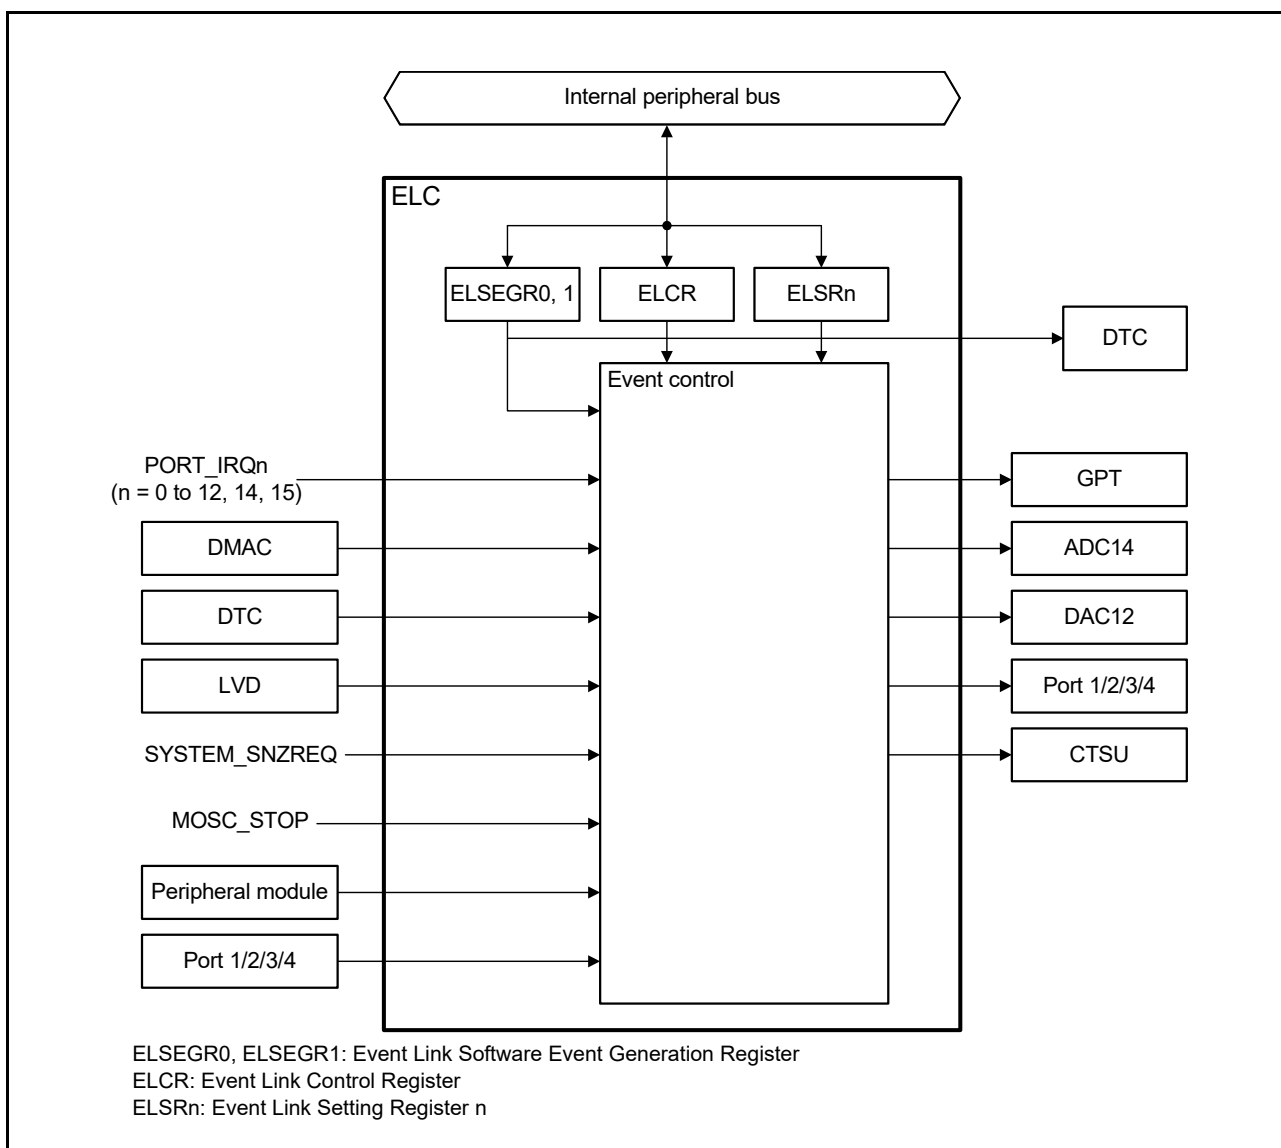 Internal peripheral bus
ELC
ELSEGR0, 1
ELCR
ELSRn
DTC
Event control
PORT_IRQn
(n = 0 to 12, 14, 15)
GPT
DMAC
ADC14
DTC
DAC12
LVD
Port 1/2/3/4
SYSTEM_SNZREQ
CTSU
MOSC_STOP
Peripheral module
Port 1/2/3/4
ELSEGR0, ELSEGR1: Event Link Software Event Generation Register
ELCR: Event Link Control Register
ELSRn: Event Link Setting Register n